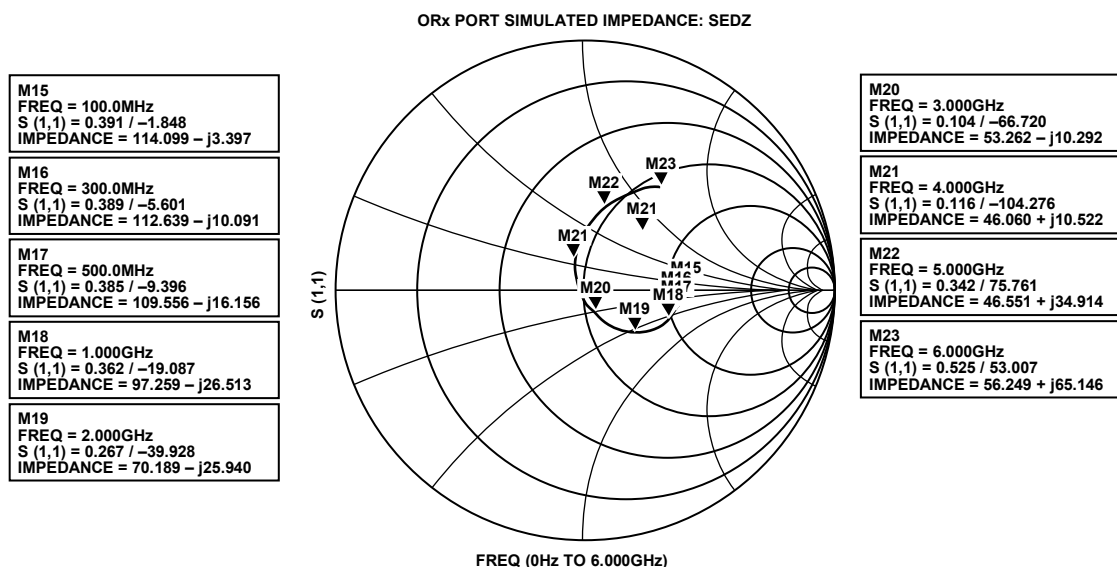 ORx PORT SIMULATED IMPEDANCE: SEDZ
M15
FREQ = 100.0MHz
S (1,1) = 0.391 / –1.848
IMPEDANCE = 114.099 – j3.397
M16
FREQ = 300.0MHz
S (1,1) = 0.389 / –5.601
IMPEDANCE = 112.639 – j10.091
M17
FREQ = 500.0MHz
S (1,1) = 0.385 / –9.396
IMPEDANCE = 109.556 – j16.156
M18
FREQ = 1.000GHz
S (1,1) = 0.362 / –19.087
IMPEDANCE = 97.259 – j26.513
M19
FREQ = 2.000GHz
S (1,1) = 0.267 / –39.928
IMPEDANCE = 70.189 – j25.940
S (1,1)
M23
M22
M21
M21
M15
M16
M17
M20
M18
M19
FREQ (0Hz TO 6.000GHz)
M20
FREQ = 3.000GHz
S (1,1) = 0.104 / –66.720
IMPEDANCE = 53.262 – j10.292
M21
FREQ = 4.000GHz
S (1,1) = 0.116 / –104.276
IMPEDANCE = 46.060 + j10.522
M22
FREQ = 5.000GHz
S (1,1) = 0.342 / 75.761
IMPEDANCE = 46.551 + j34.914
M23
FREQ = 6.000GHz
S (1,1) = 0.525 / 53.007
IMPEDANCE = 56.249 + j65.146